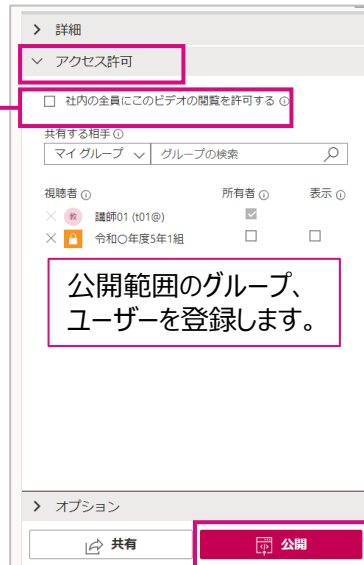 詳細
アクセス許可
社内の全員にこのビデオの閲覧を許可する
共有する相手
マイ グループ グループの検索
視聴者 所有者 表示
教 講師01 (t01@)
令和○年度5年1組
公開範囲のグループ、
ユーザーを登録します。
オプション
共有 公開